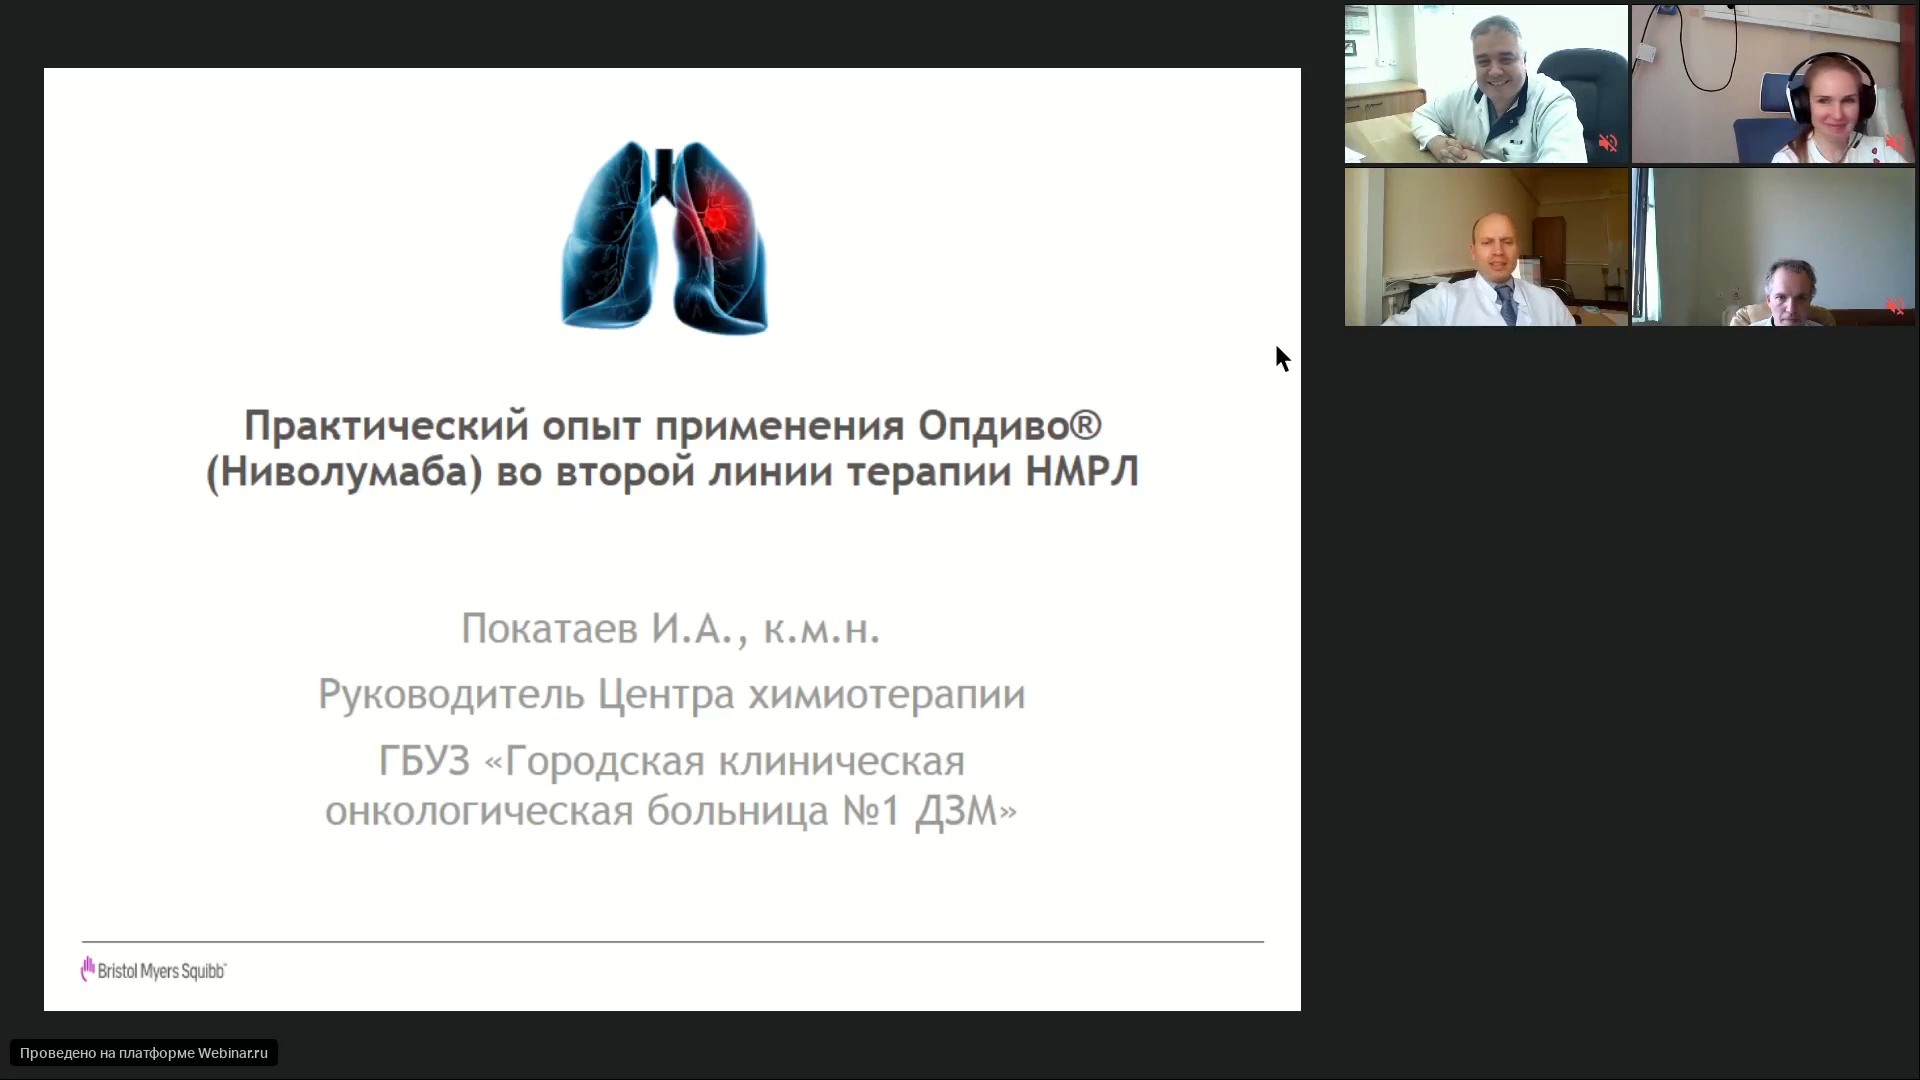 Практический опыт применения Опдиво®
(Ниволумаба) во второй линии терапии НМРЛ
Покатаев И.А., к.м.н.
Руководитель Центра химиотерапии
ГБУЗ «Городская клиническая
онкологическая больница №1 ДЗМ»
Bristol Myers Squibb™
Проведено на платформе Webinar.ru